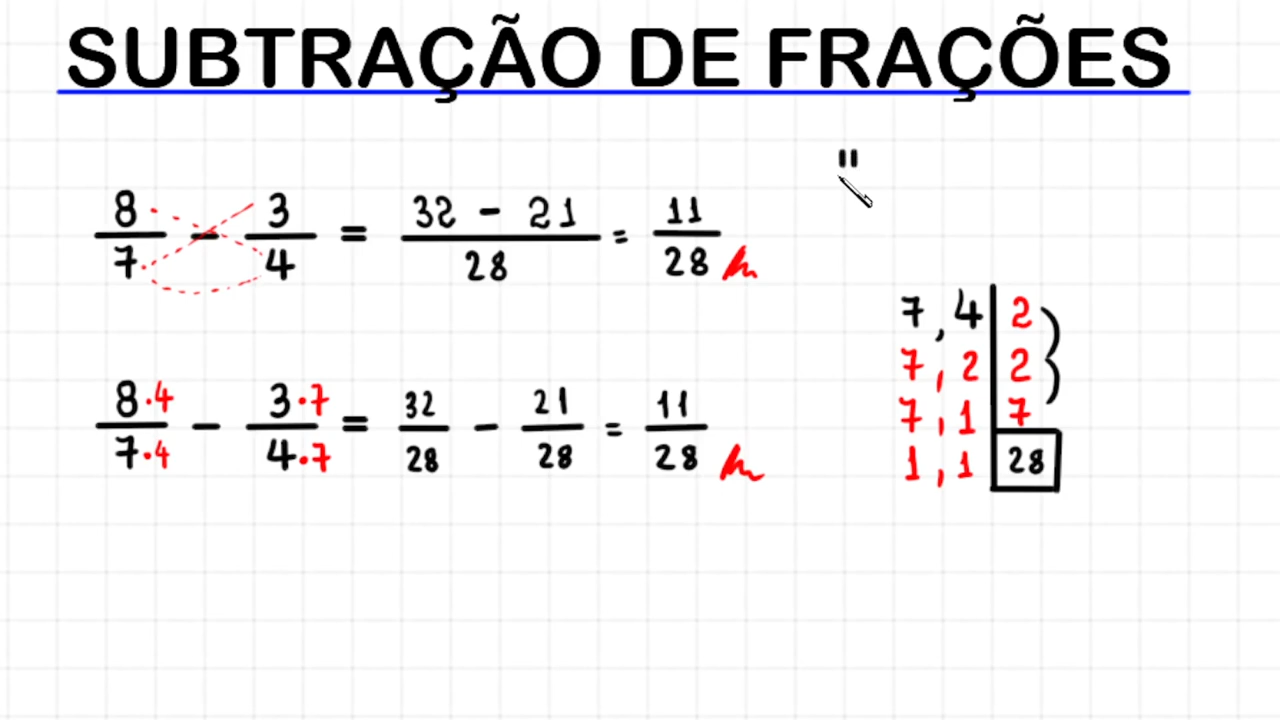 SUBTRAÇÃO DE FRAÇÕES
"
8/7 - 3/4 = 32 - 21/28 = 11/28
8·4/7·4 - 3·7/4·7 = 32/28 - 21/28 = 11/28
7, 4 | 2
7, 2 | 2
7, 1 | 7
1, 1 | 28